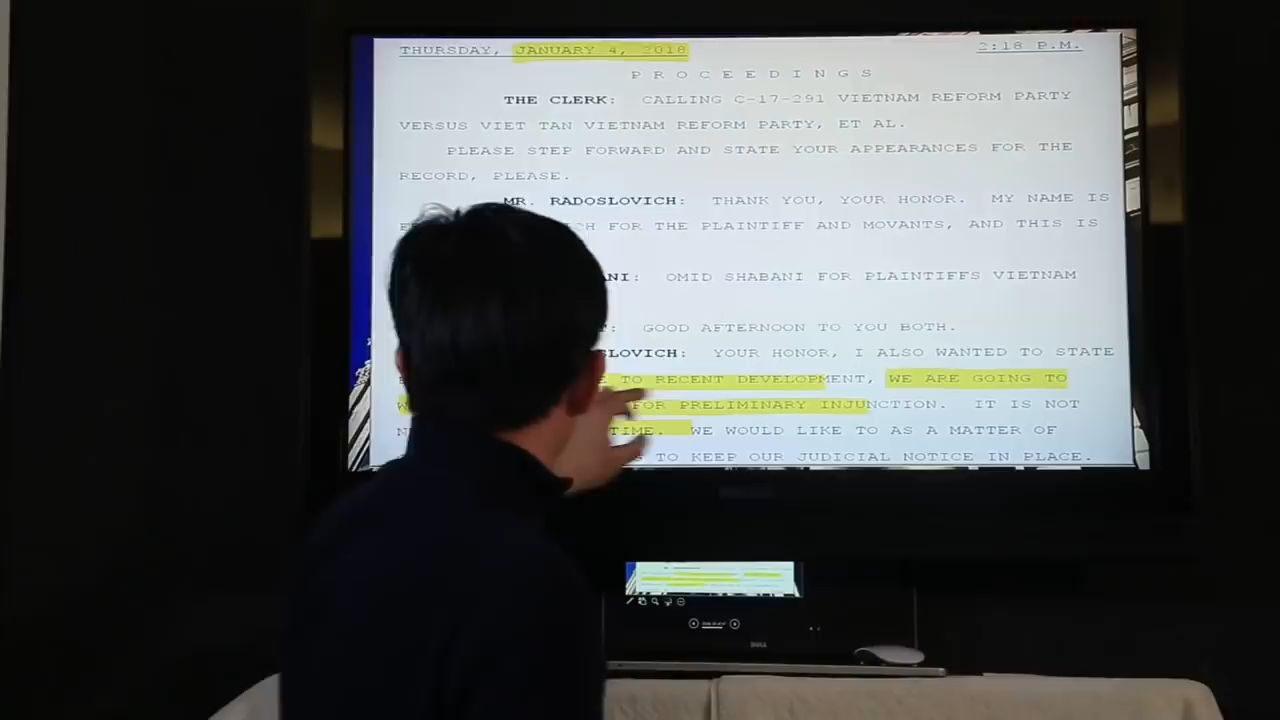 THURSDAY, JANUARY 4, 2018 2:18 P.M.
P R O C E E D I N G S
THE CLERK: CALLING C-17-291 VIETNAM REFORM PARTY
VERSUS VIET TAN VIETNAM REFORM PARTY, ET AL.
PLEASE STEP FORWARD AND STATE YOUR APPEARANCES FOR THE
RECORD, PLEASE.
MR. RADOSLOVICH: THANK YOU, YOUR HONOR. MY NAME IS
FOR THE PLAINTIFF AND MOVANTS, AND THIS IS
OMID SHABANI FOR PLAINTIFFS VIETNAM
GOOD AFTERNOON TO YOU BOTH.
SLOVICH: YOUR HONOR, I ALSO WANTED TO STATE
TO RECENT DEVELOPMENT, WE ARE GOING TO
FOR PRELIMINARY INJUNCTION. IT IS NOT
TIME. WE WOULD LIKE TO AS A MATTER OF
TO KEEP OUR JUDICIAL NOTICE IN PLACE.
DELL